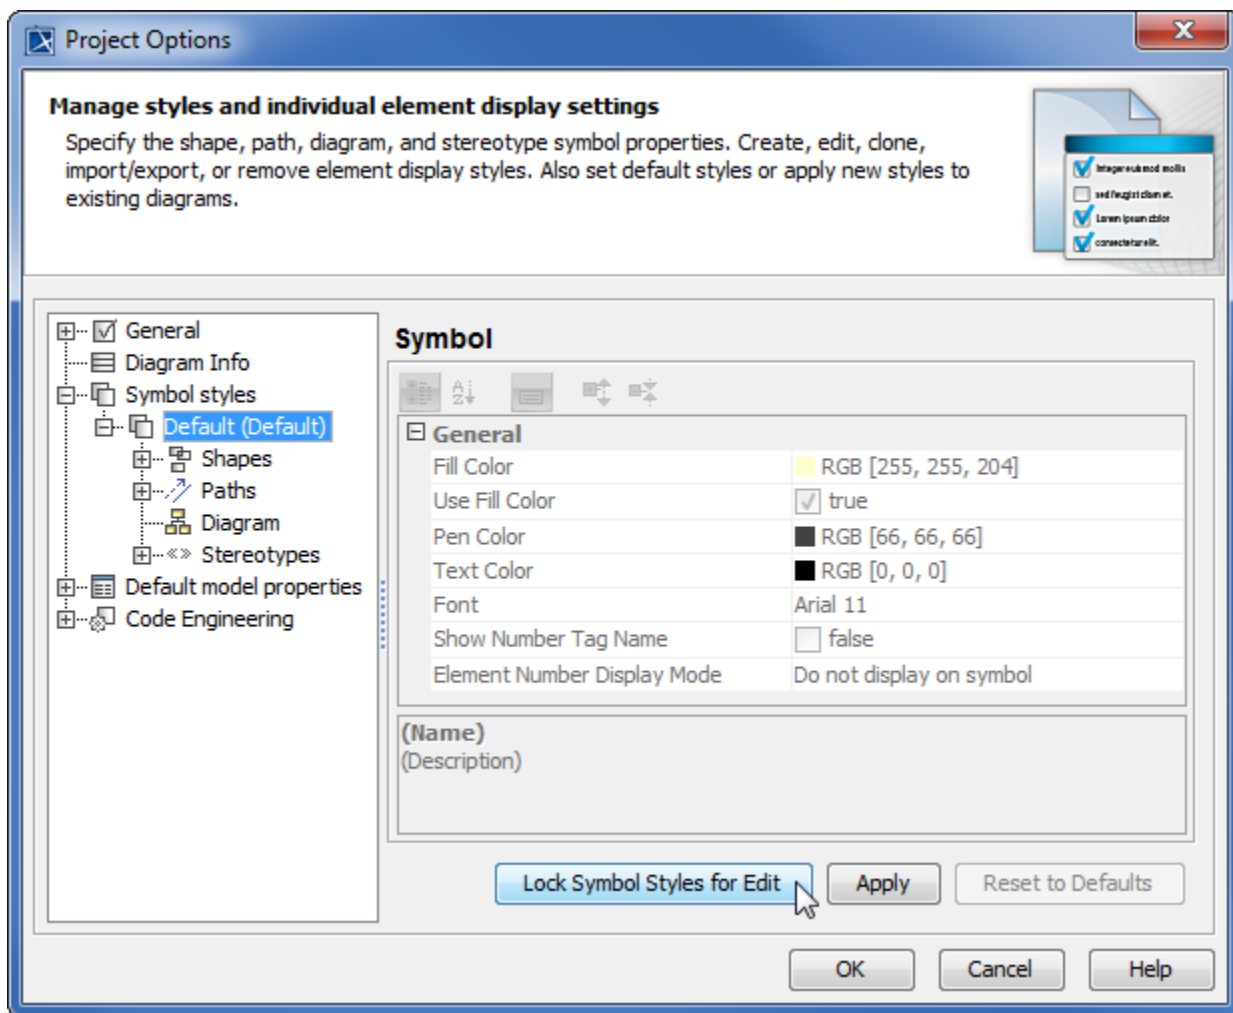 Project Options
Manage styles and individual element display settings
Specify the shape, path, diagram, and stereotype symbol properties. Create, edit, clone,
import/export, or remove element display styles. Also set default styles or apply new styles to
existing diagrams.
Lorem ipsum dolor
consectetur elit.
General
Diagram Info
Symbol styles
Default (Default)
Shapes
Paths
Diagram
Stereotypes
Default model properties
Code Engineering
Symbol
General
Fill Color RGB [255, 255, 204]
Use Fill Color true
Pen Color RGB [66, 66, 66]
Text Color RGB [0, 0, 0]
Font Arial 11
Show Number Tag Name false
Element Number Display Mode Do not display on symbol
(Name)
(Description)
Lock Symbol Styles for Edit Apply Reset to Defaults
OK Cancel Help